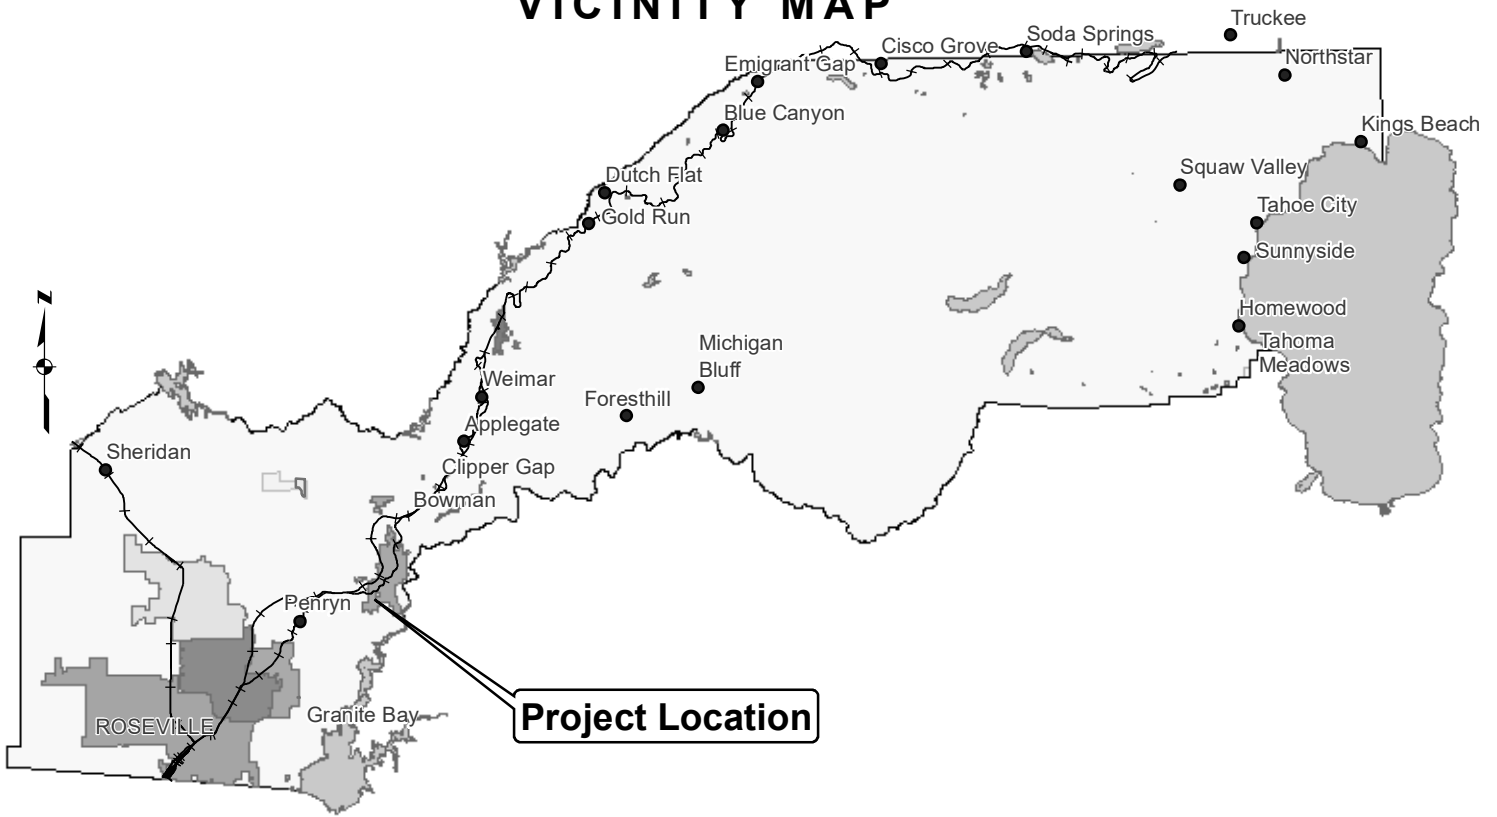 VICINITY MAP
Truckee
Soda Springs
Cisco Grove
Northstar
Emigrant Gap
Blue Canyon
Kings Beach
Squaw Valley
Dutch Flat
Tahoe City
Gold Run
Sunnyside
N
Homewood
Tahoma
Meadows
Michigan
Bluff
Weimar
Foresthill
Applegate
Sheridan
Clipper Gap
Bowman
Penryn
Granite Bay
Project Location
ROSEVILLE